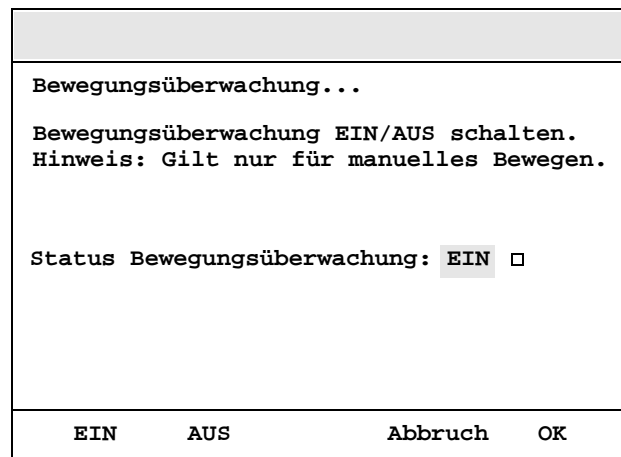 Bewegungsüberwachung...
Bewegungsüberwachung EIN/AUS schalten.
Hinweis: Gilt nur für manuelles Bewegen.
Status Bewegungsüberwachung: EIN
EIN AUS Abbruch OK